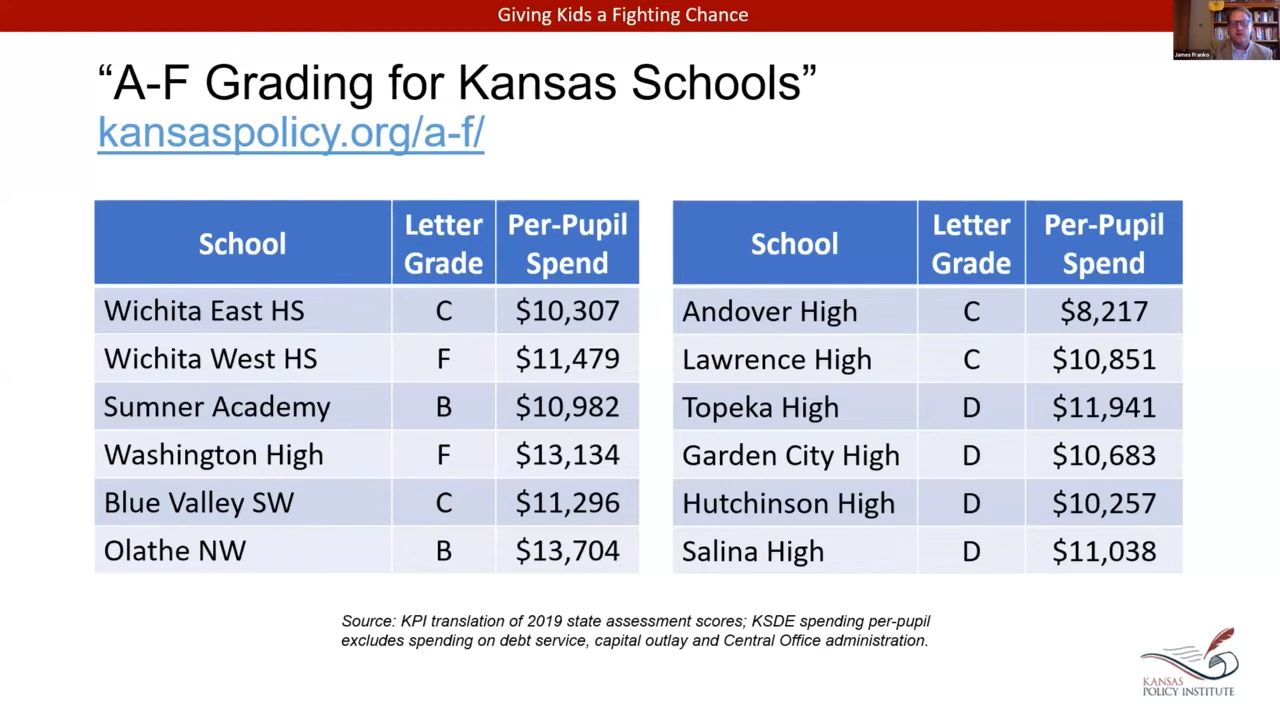 Giving Kids a Fighting Chance
James Franko
“A-F Grading for Kansas Schools”
kansaspolicy.org/a-f/
School Letter Grade Per-Pupil Spend
Wichita East HS C $10,307
Wichita West HS F $11,479
Sumner Academy B $10,982
Washington High F $13,134
Blue Valley SW C $11,296
Olathe NW B $13,704
School Letter Grade Per-Pupil Spend
Andover High C $8,217
Lawrence High C $10,851
Topeka High D $11,941
Garden City High D $10,683
Hutchinson High D $10,257
Salina High D $11,038
Source: KPI translation of 2019 state assessment scores; KSDE spending per-pupil
excludes spending on debt service, capital outlay and Central Office administration.
KANSAS
POLICY INSTITUTE